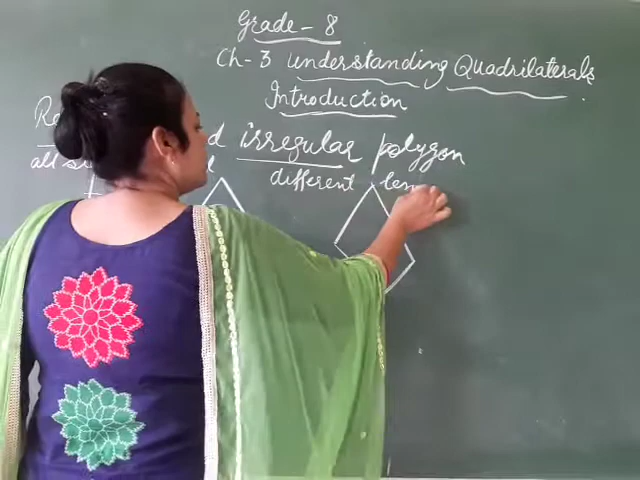 Grade - 8
Ch-3 understanding Quadrilaterals.
Introduction
irregular polygon
different